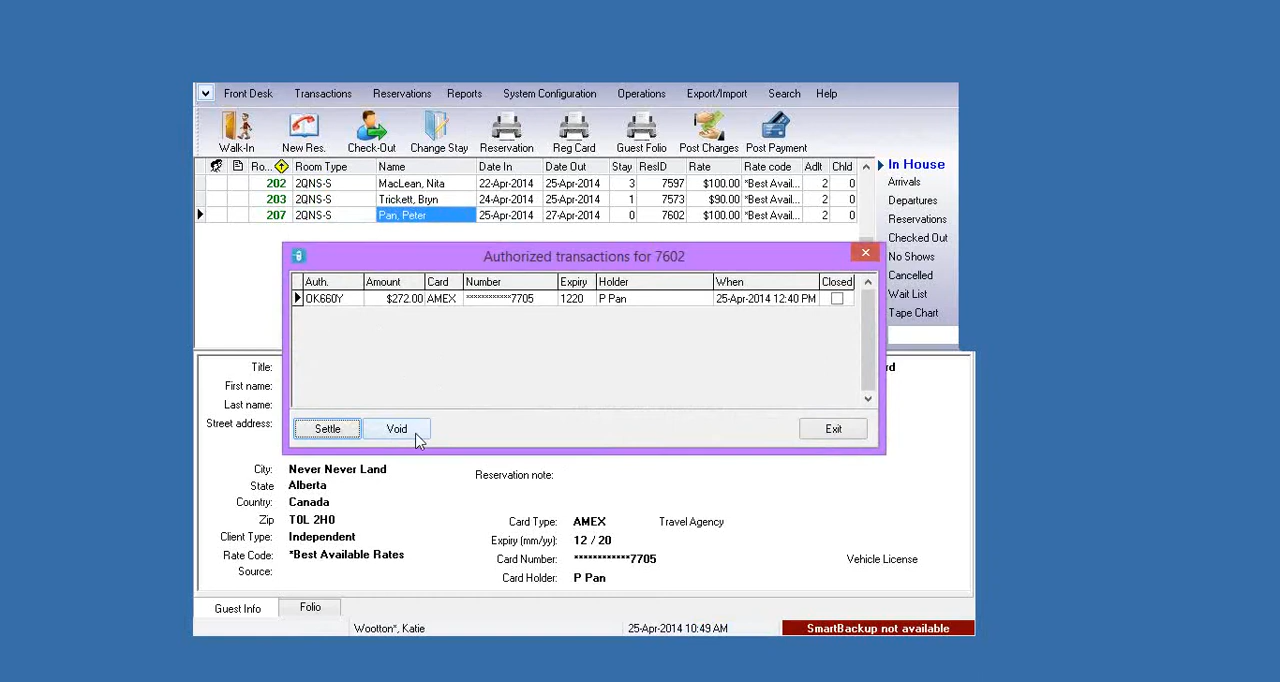 Front Desk Transactions Reservations Reports System Configuration Operations Export/Import Search Help
Walk-In New Res. Check-Out Change Stay Reservation Reg Card Guest Folio Post Charges Post Payment
Ro... Room Type Name Date In Date Out Stay ResID Rate Rate code Adlt Chld
202 2QNS-S MacLean, Nita 22-Apr-2014 25-Apr-2014 3 7597 $100.00 *Best Avail... 2 0
203 2QNS-S Trickett, Bryn 24-Apr-2014 25-Apr-2014 1 7573 $90.00 *Best Avail... 2 0
207 2QNS-S Pan, Peter 25-Apr-2014 27-Apr-2014 0 7602 $100.00 *Best Avail... 2 0
In House
Arrivals
Departures
Reservations
Checked Out
No Shows
Cancelled
Wait List
Tape Chart
Authorized transactions for 7602
Auth. Amount Card Number Expiry Holder When Closed
OK660Y $272.00 AMEX ************7705 1220 P Pan 25-Apr-2014 12:40 PM
Settle Void Exit
Title:
First name:
Last name:
Street address:
City: Never Never Land
State Alberta
Country: Canada
Zip T0L 2H0
Client Type: Independent
Rate Code: *Best Available Rates
Source:
Reservation note:
Card Type: AMEX Travel Agency
Expiry (mm/yy): 12 / 20
Card Number: ************7705 Vehicle License
Card Holder: P Pan
Guest Info Folio
Wootton*, Katie 25-Apr-2014 10:49 AM SmartBackup not available